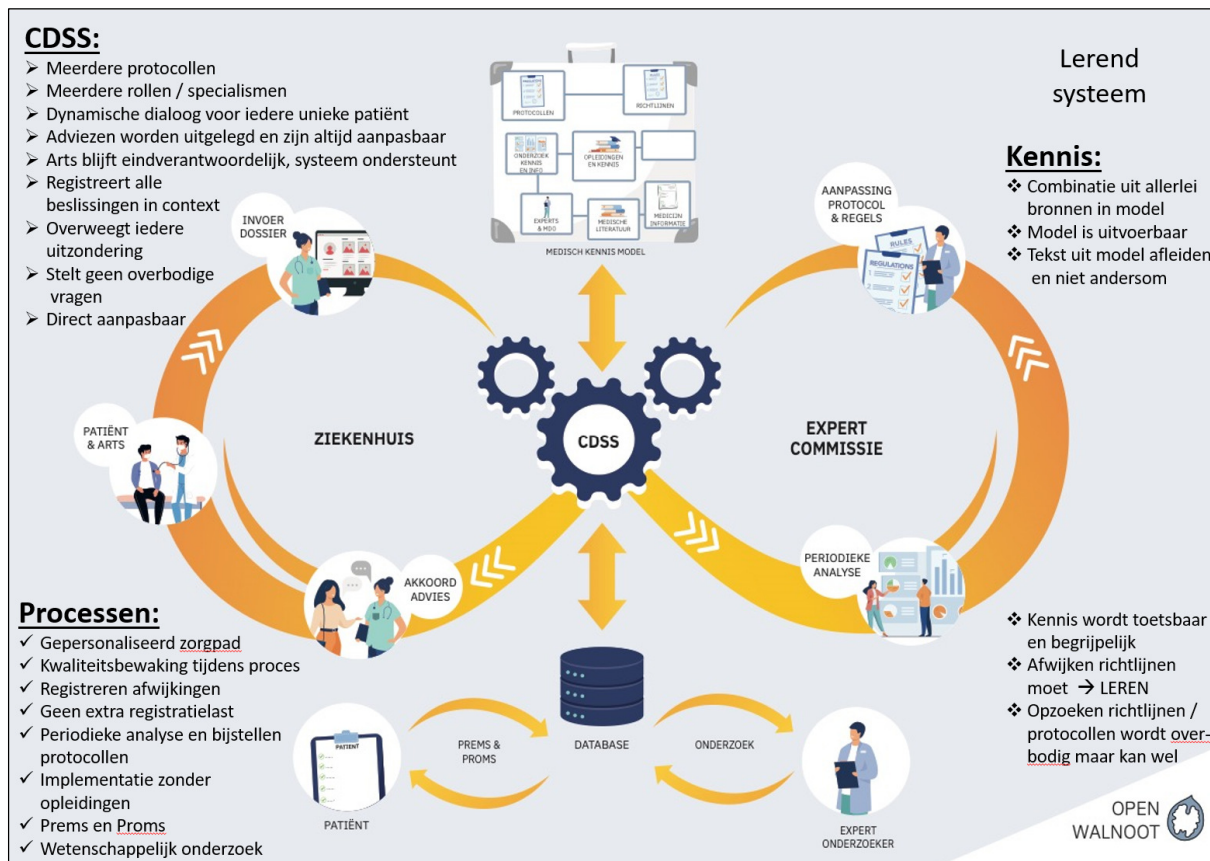 CDSS:
➢ Meerdere protocollen
➢ Meerdere rollen / specialismen
➢ Dynamische dialoog voor iedere unieke patiënt
➢ Adviezen worden uitgelegd en zijn altijd aanpasbaar
➢ Arts blijft eindverantwoordelijk, systeem ondersteunt
➢ Registreert alle
beslissingen in context
➢ Overweegt iedere
uitzondering
➢ Stelt geen overbodige
vragen
➢ Direct aanpasbaar
PROTOCOLLEN
RICHTLIJNEN
ONDERZOEK
KENNIS
EN INFO
OPLEIDINGEN
EN KENNIS
EXPERTS
& MDO
MEDISCHE
LITERATUUR
MEDICIJN
INFORMATIE
MEDISCH KENNIS MODEL
Lerend
systeem
Kennis:
❖ Combinatie uit allerlei
bronnen in model
❖ Model is uitvoerbaar
❖ Tekst uit model afleiden
en niet andersom
INVOER
DOSSIER
AANPASSING
PROTOCOL
& REGELS
RULES
REGULATIONS
1
2
PATIËNT
& ARTS
ZIEKENHUIS
CDSS
EXPERT
COMMISSIE
AKKOORD
ADVIES
PERIODIEKE
ANALYSE
Processen:
✓ Gepersonaliseerd zorgpad
✓ Kwaliteitsbewaking tijdens proces
✓ Registreren afwijkingen
✓ Geen extra registratielast
✓ Periodieke analyse en bijstellen
protocollen
✓ Implementatie zonder
opleidingen
✓ Prems en Proms
✓ Wetenschappelijk onderzoek
PATIENT
PATIËNT
PREMS &
PROMS
DATABASE
ONDERZOEK
EXPERT
ONDERZOEKER
❖ Kennis wordt toetsbaar
en begrijpelijk
❖ Afwijken richtlijnen
moet → LEREN
❖ Opzoeken richtlijnen /
protocollen wordt over-
bodig maar kan wel
OPEN
WALNOOT